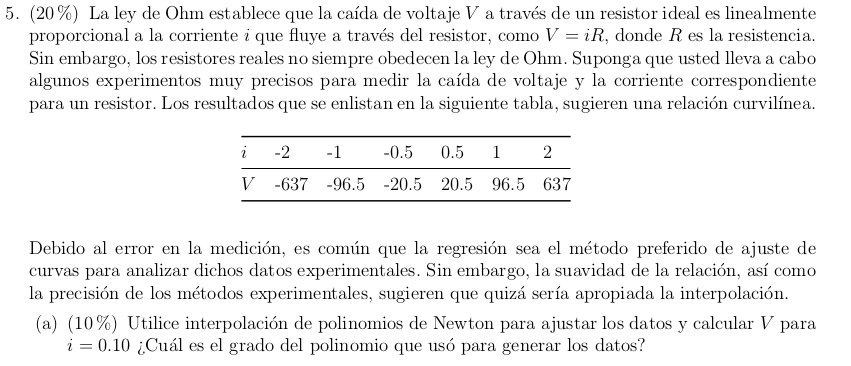 5. (20 %) La ley de Ohm establece que la caída de voltaje V a través de un resistor ideal es linealmente
proporcional a la corriente i que fluye a través del resistor, como V = iR, donde R es la resistencia.
Sin embargo, los resistores reales no siempre obedecen la ley de Ohm. Suponga que usted lleva a cabo
algunos experimentos muy precisos para medir la caída de voltaje y la corriente correspondiente
para un resistor. Los resultados que se enlistan en la siguiente tabla, sugieren una relación curvilínea.
i -2 -1 -0.5 0.5 1 2
V -637 -96.5 -20.5 20.5 96.5 637
Debido al error en la medición, es común que la regresión sea el método preferido de ajuste de
curvas para analizar dichos datos experimentales. Sin embargo, la suavidad de la relación, así como
la precisión de los métodos experimentales, sugieren que quizá sería apropiada la interpolación.
(a) (10 %) Utilice interpolación de polinomios de Newton para ajustar los datos y calcular V para
i = 0.10 ¿Cuál es el grado del polinomio que usó para generar los datos?